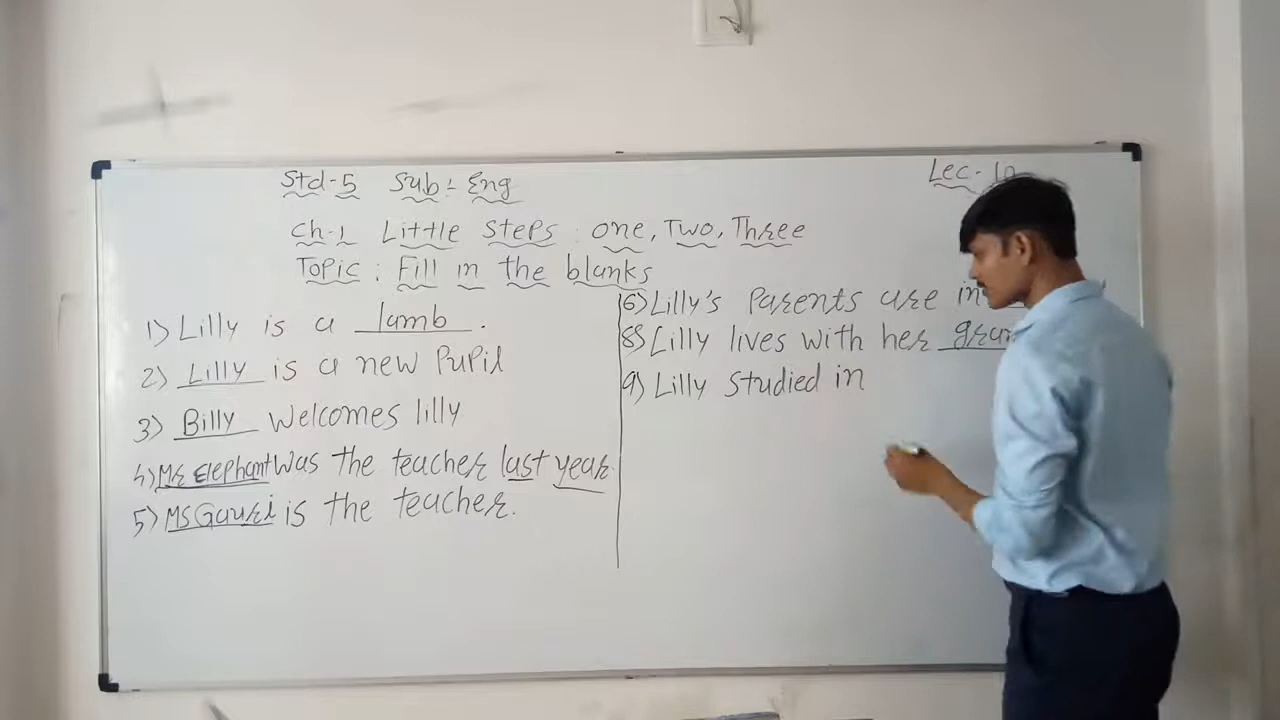 Std-5 Sub:- Eng
Lec-10
Ch-1 Little Steps : one, Two, Three
Topic : Fill in the blanks
1) Lilly is a lamb .
2) Lilly is a new Pupil
3) Billy Welcomes lilly
4) Mr Elephant Was the teacher last year
5) MS Gauri is the teacher.
6) Lilly's Parents are in
8) Lilly lives with her
9) Lilly Studied in